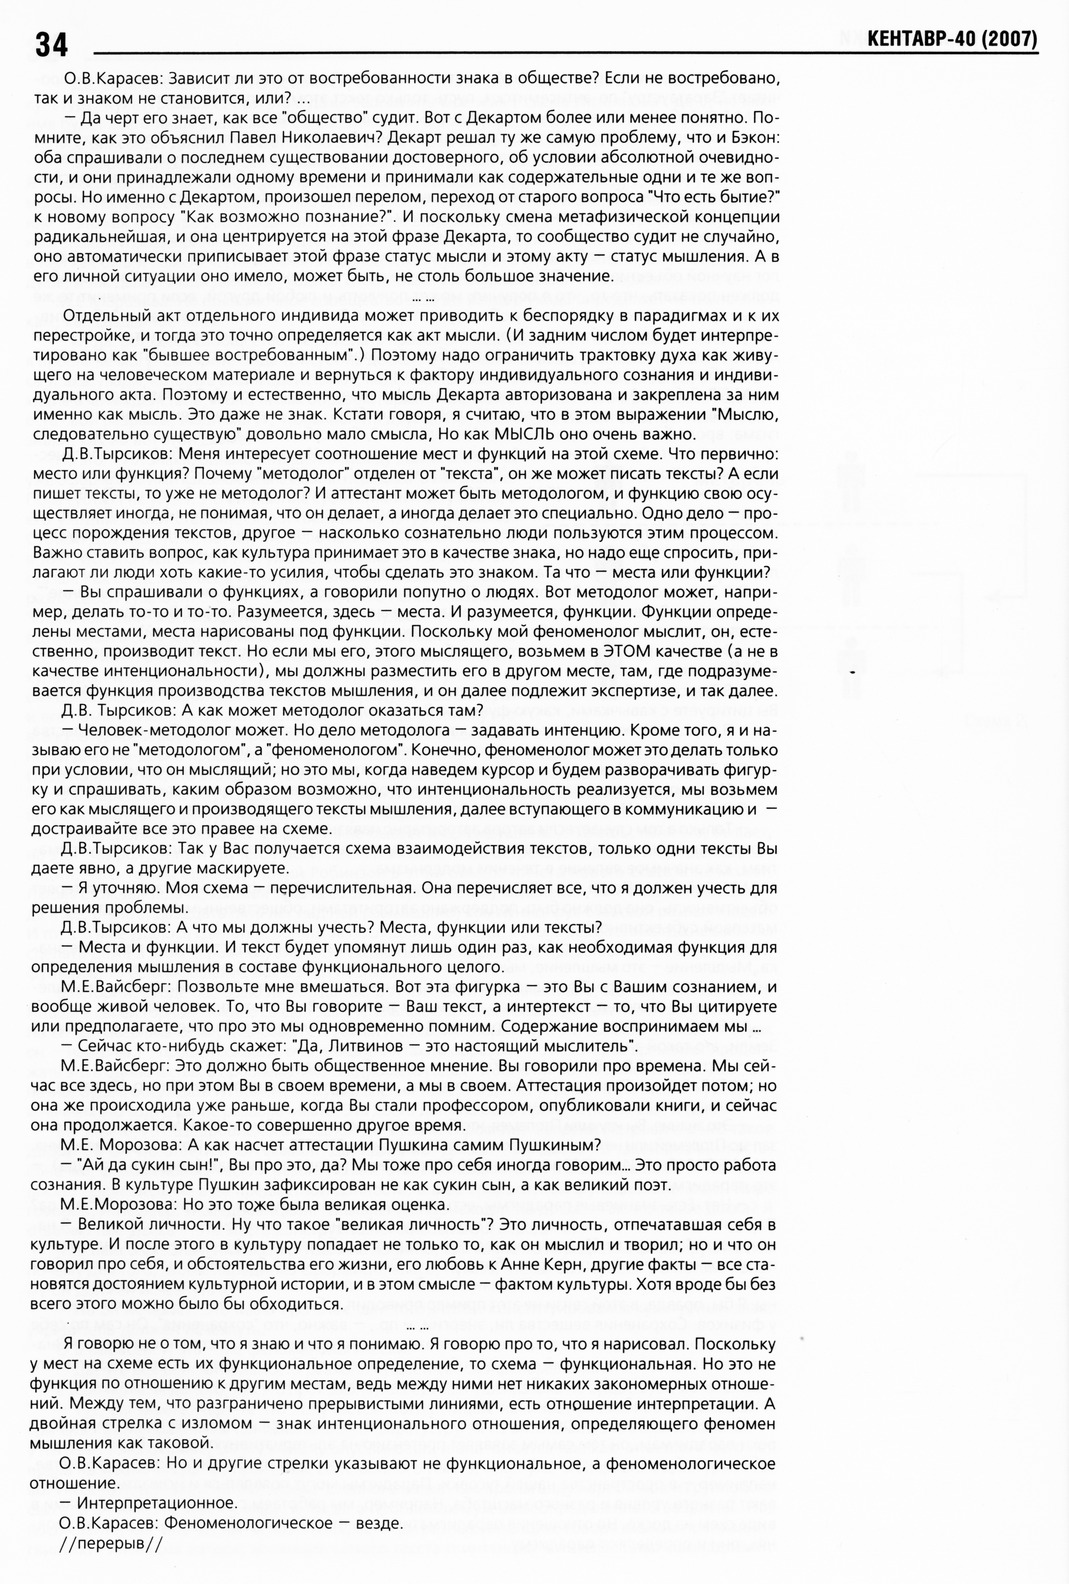 34
КЕНТАВР-40 (2007)
О.В.Карасев: Зависит ли это от востребованности знака в обществе? Если не востребовано,
так и знаком не становится, или? ...
— Да черт его знает, как все "общество" судит. Вот с Декартом более или менее понятно. По-
мните, как это объяснил Павел Николаевич? Декарт решал ту же самую проблему, что и Бэкон:
оба спрашивали о последнем существовании достоверного, об условии абсолютной очевидно-
сти, и они принадлежали одному времени и принимали как содержательные одни и те же воп-
росы. Но именно с Декартом, произошел перелом, переход от старого вопроса "Что есть бытие?"
к новому вопросу "Как возможно познание?". И поскольку смена метафизической концепции
радикальнейшая, и она центрируется на этой фразе Декарта, то сообщество судит не случайно,
оно автоматически приписывает этой фразе статус мысли и этому акту — статус мышления. А в
его личной ситуации оно имело, может быть, не столь большое значение.
... ...
Отдельный акт отдельного индивида может приводить к беспорядку в парадигмах и к их
перестройке, и тогда это точно определяется как акт мысли. (И задним числом будет интерпре-
тировано как "бывшее востребованным".) Поэтому надо ограничить трактовку духа как живу-
щего на человеческом материале и вернуться к фактору индивидуального сознания и индиви-
дуального акта. Поэтому и естественно, что мысль Декарта авторизована и закреплена за ним
именно как мысль. Это даже не знак. Кстати говоря, я считаю, что в этом выражении "Мыслю,
следовательно существую" довольно мало смысла, Но как МЫСЛЬ оно очень важно.
Д.В.Тырсиков: Меня интересует соотношение мест и функций на этой схеме. Что первично:
место или функция? Почему "методолог" отделен от "текста", он же может писать тексты? А если
пишет тексты, то уже не методолог? И аттестант может быть методологом, и функцию свою осу-
ществляет иногда, не понимая, что он делает, а иногда делает это специально. Одно дело — про-
цесс порождения текстов, другое — насколько сознательно люди пользуются этим процессом.
Важно ставить вопрос, как культура принимает это в качестве знака, но надо еще спросить, при-
лагают ли люди хоть какие-то усилия, чтобы сделать это знаком. Та что — места или функции?
— Вы спрашивали о функциях, а говорили попутно о людях. Вот методолог может, напри-
мер, делать то-то и то-то. Разумеется, здесь — места. И разумеется, функции. Функции опреде-
лены местами, места нарисованы под функции. Поскольку мой феноменолог мыслит, он, есте-
ственно, производит текст. Но если мы его, этого мыслящего, возьмем в ЭТОМ качестве (а не в
качестве интенциональности), мы должны разместить его в другом месте, там, где подразуме-
вается функция производства текстов мышления, и он далее подлежит экспертизе, и так далее.
Д.В. Тырсиков: А как может методолог оказаться там?
— Человек-методолог может. Но дело методолога — задавать интенцию. Кроме того, я и на-
зываю его не "методологом", а "феноменологом". Конечно, феноменолог может это делать только
при условии, что он мыслящий; но это мы, когда наведем курсор и будем разворачивать фигур-
ку и спрашивать, каким образом возможно, что интенциональность реализуется, мы возьмем
его как мыслящего и производящего тексты мышления, далее вступающего в коммуникацию и —
достраивайте все это правее на схеме.
Д.В.Тырсиков: Так у Вас получается схема взаимодействия текстов, только одни тексты Вы
даете явно, а другие маскируете.
— Я уточняю. Моя схема — перечислительная. Она перечисляет все, что я должен учесть для
решения проблемы.
Д.В.Тырсиков: А что мы должны учесть? Места, функции или тексты?
— Места и функции. И текст будет упомянут лишь один раз, как необходимая функция для
определения мышления в составе функционального целого.
М.Е.Вайсберг: Позвольте мне вмешаться. Вот эта фигурка — это Вы с Вашим сознанием, и
вообще живой человек. То, что Вы говорите — Ваш текст, а интертекст — то, что Вы цитируете
или предполагаете, что про это мы одновременно помним. Содержание воспринимаем мы ...
— Сейчас кто-нибудь скажет: "Да, Литвинов — это настоящий мыслитель".
М.Е.Вайсберг: Это должно быть общественное мнение. Вы говорили про времена. Мы сей-
час все здесь, но при этом Вы в своем времени, а мы в своем. Аттестация произойдет потом; но
она же происходила уже раньше, когда Вы стали профессором, опубликовали книги, и сейчас
она продолжается. Какое-то совершенно другое время.
М.Е. Морозова: А как насчет аттестации Пушкина самим Пушкиным?
— "Ай да сукин сын!", Вы про это, да? Мы тоже про себя иногда говорим... Это просто работа
сознания. В культуре Пушкин зафиксирован не как сукин сын, а как великий поэт.
М.Е.Морозова: Но это тоже была великая оценка.
— Великой личности. Ну что такое "великая личность"? Это личность, отпечатавшая себя в
культуре. И после этого в культуру попадает не только то, как он мыслил и творил; но и что он
говорил про себя, и обстоятельства его жизни, его любовь к Анне Керн, другие факты — все ста-
новятся достоянием культурной истории, и в этом смысле — фактом культуры. Хотя вроде бы без
всего этого можно было бы обходиться.
... ...
Я говорю не о том, что я знаю и что я понимаю. Я говорю про то, что я нарисовал. Поскольку
у мест на схеме есть их функциональное определение, то схема — функциональная. Но это не
функция по отношению к другим местам, ведь между ними нет никаких закономерных отноше-
ний. Между тем, что разграничено прерывистыми линиями, есть отношение интерпретации. А
двойная стрелка с изломом — знак интенционального отношения, определяющего феномен
мышления как таковой.
О.В.Карасев: Но и другие стрелки указывают не функциональное, а феноменологическое
отношение.
— Интерпретационное.
О.В.Карасев: Феноменологическое — везде.
//перерыв//